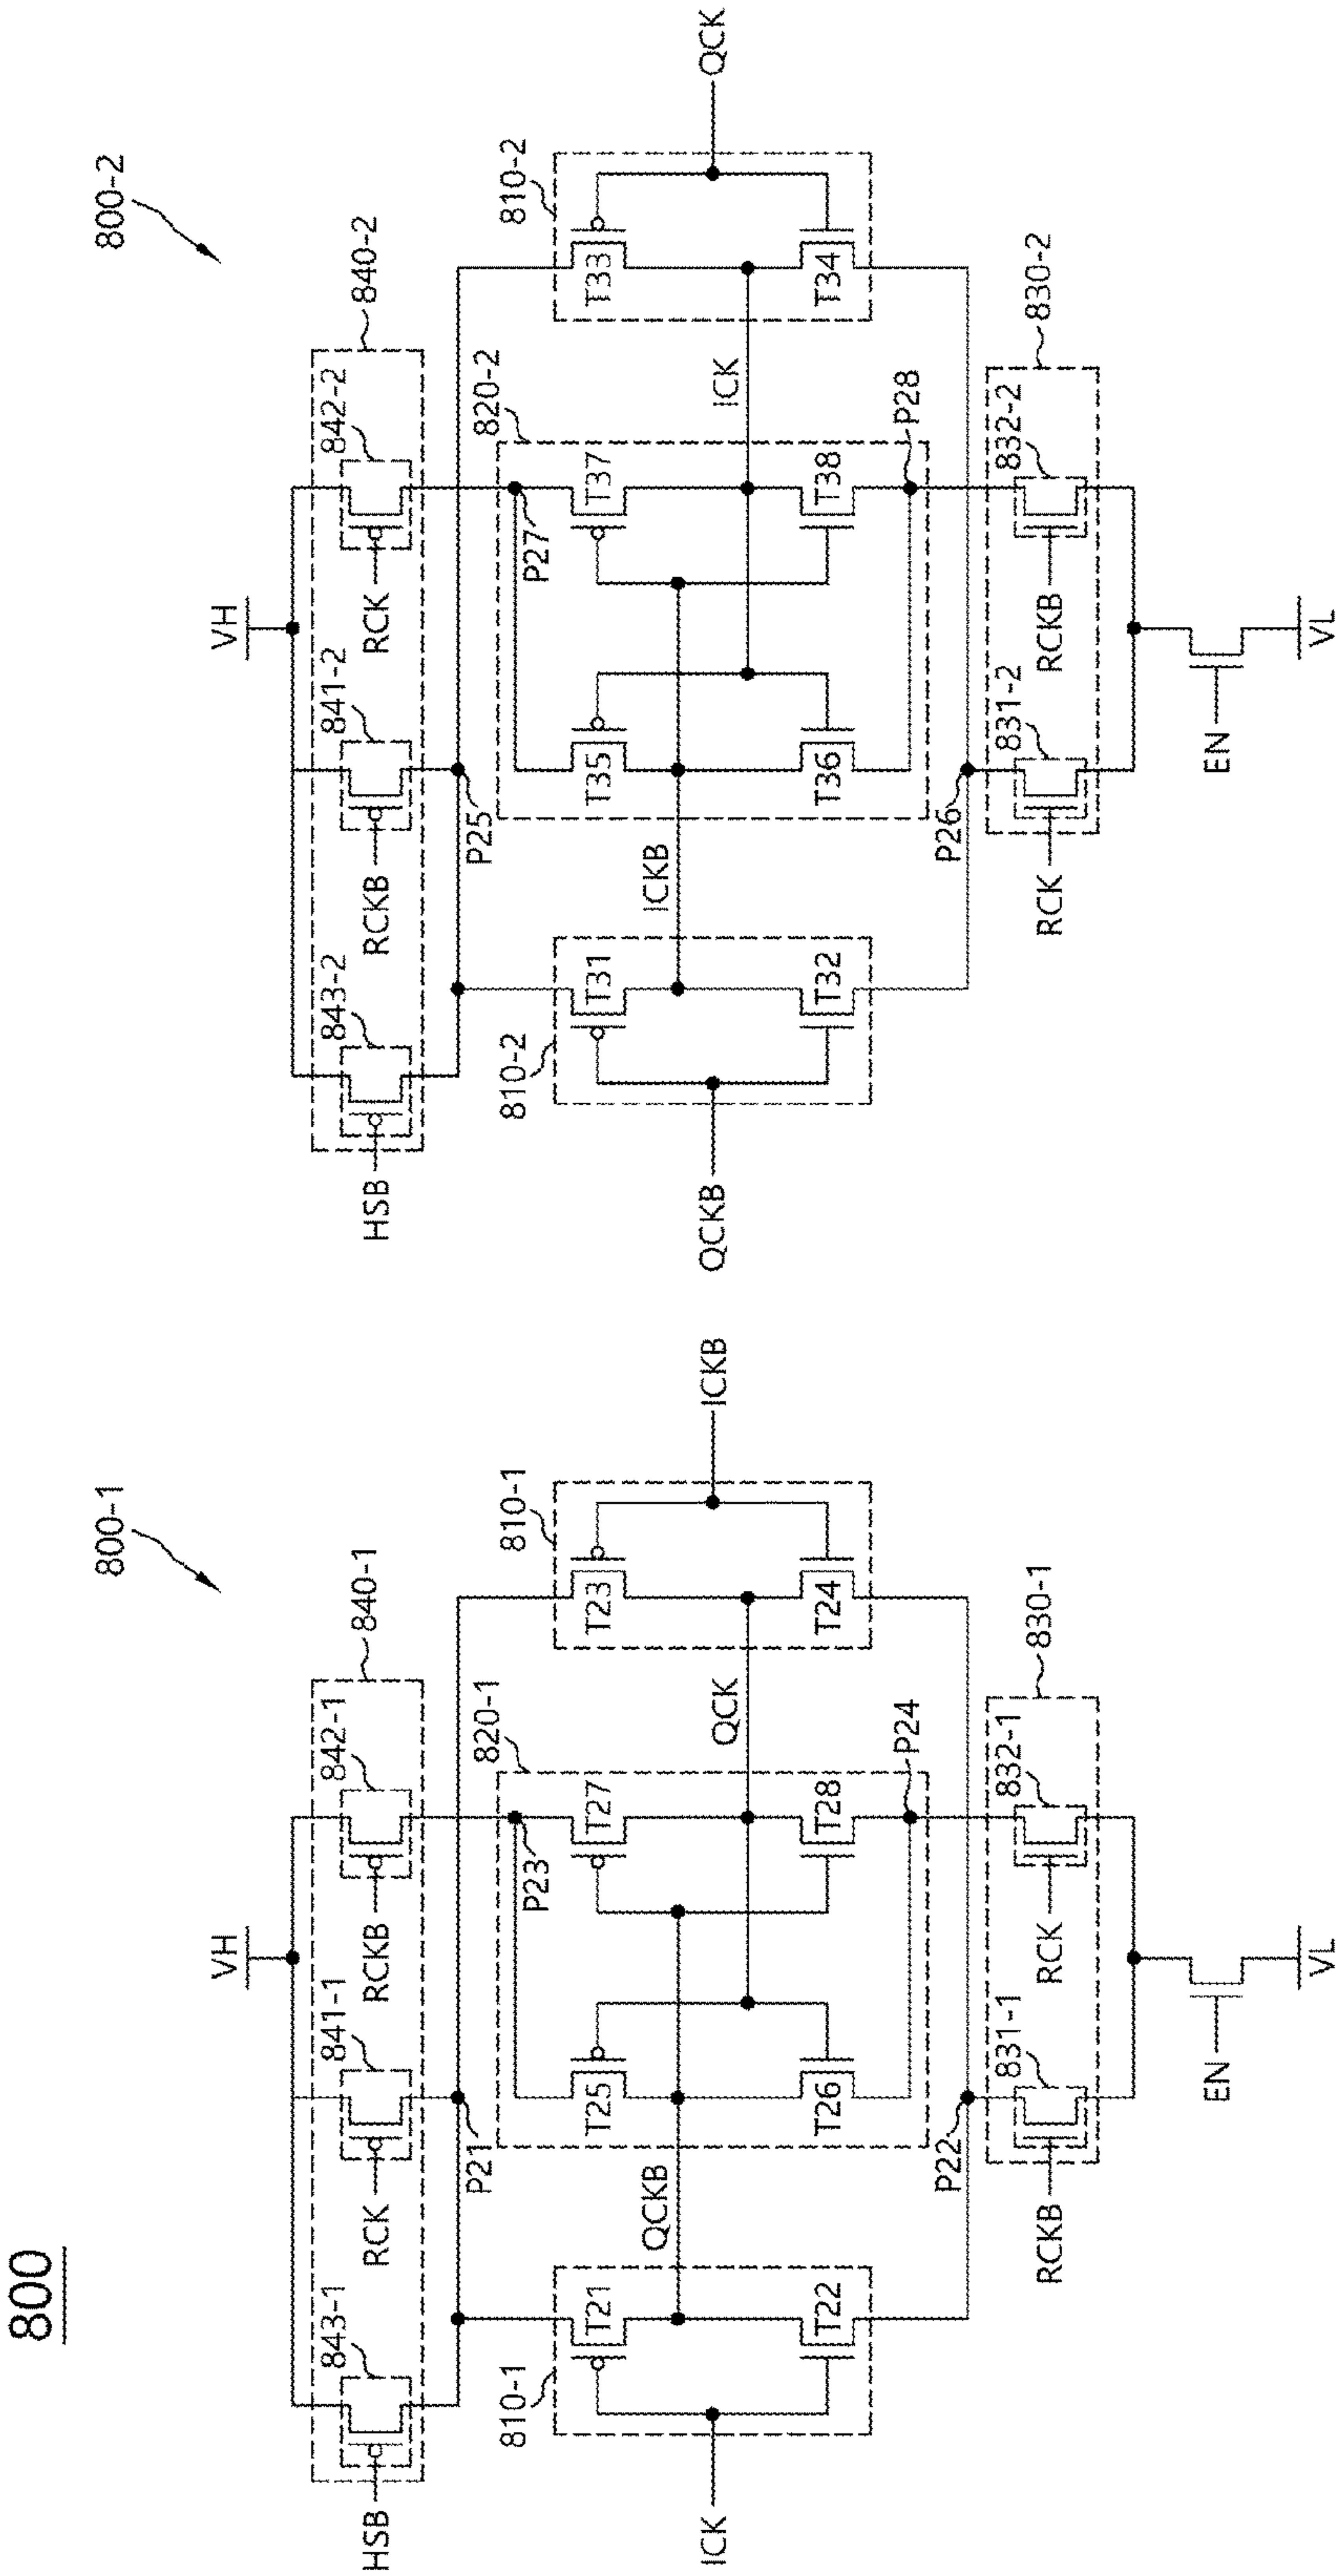 800
800-1
800-2
VH
840-1
843-1
841-1
842-1
HSB
RCK
RCKB
P21
P23
820-1
810-1
810-1
T21
T25
T27
T23
QCKB
QCK
ICK
ICKB
T22
T26
T28
T24
P22
P24
831-1
832-1
830-1
RCKB
RCK
EN
VL
VH
840-2
843-2
841-2
842-2
HSB
RCKB
RCK
P25
P27
820-2
810-2
810-2
T31
T35
T37
T33
ICKB
ICK
QCKB
QCK
T32
T36
T38
T34
P26
P28
831-2
832-2
830-2
RCK
RCKB
EN
VL